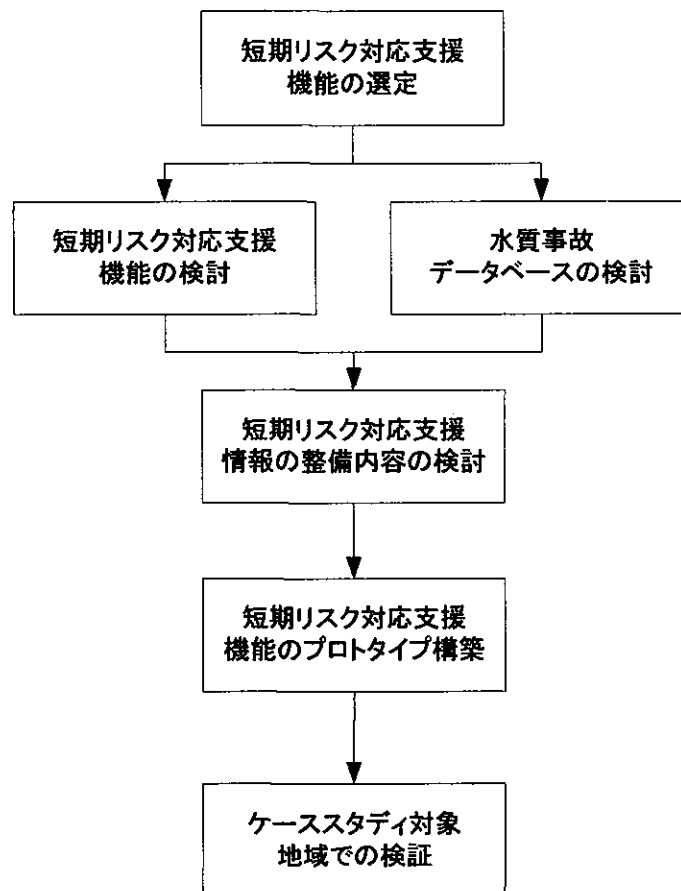 短期リスク対応支援
機能の選定
短期リスク対応支援
機能の検討
水質事故
データベースの検討
短期リスク対応支援
情報の整備内容の検討
短期リスク対応支援
機能のプロトタイプ構築
ケーススタディ対象
地域での検証